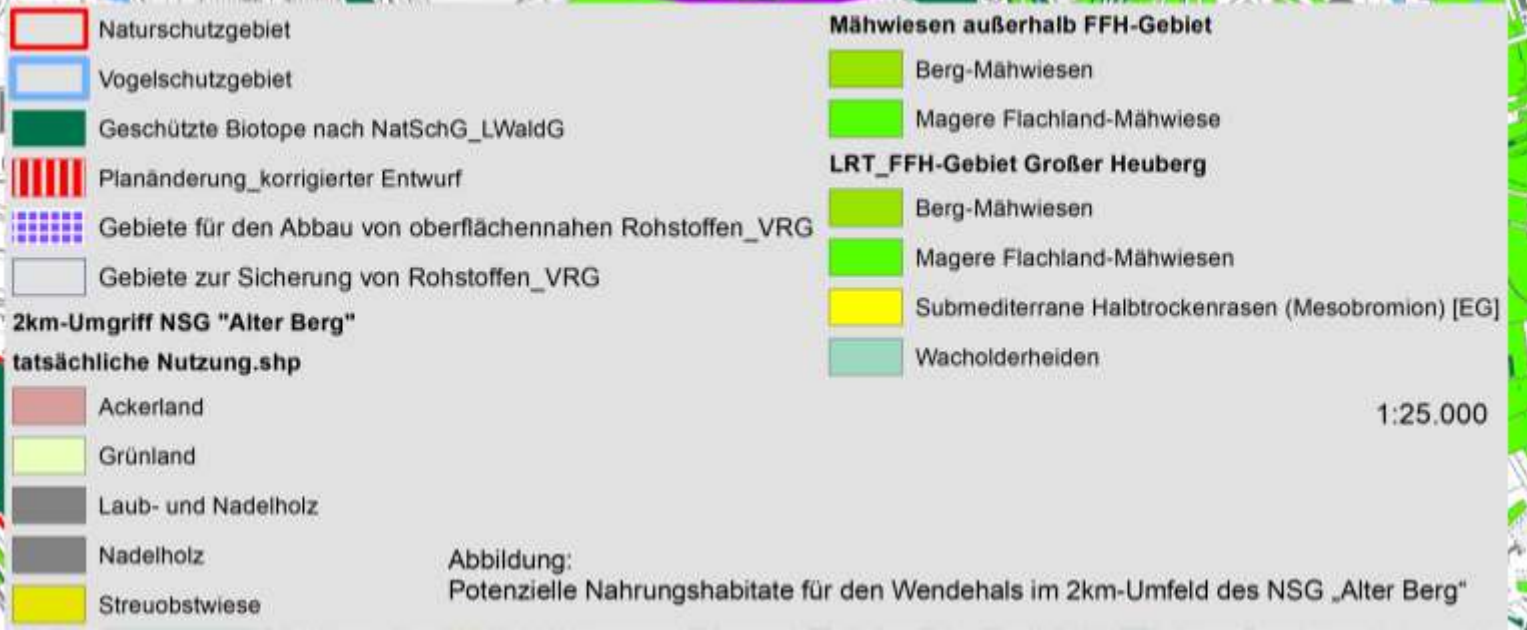 Naturschutzgebiet
Vogelschutzgebiet
Geschützte Biotope nach NatSchG_LWaldG
Planänderung_korrigierter Entwurf
Gebiete für den Abbau von oberflächennahen Rohstoffen_VRG
Gebiete zur Sicherung von Rohstoffen_VRG
2km-Umgriff NSG "Alter Berg"
tatsächliche Nutzung.shp
Ackerland
Grünland
Laub- und Nadelholz
Nadelholz
Streuobstwiese
Mähwiesen außerhalb FFH-Gebiet
Berg-Mähwiesen
Magere Flachland-Mähwiese
LRT_FFH-Gebiet Großer Heuberg
Berg-Mähwiesen
Magere Flachland-Mähwiesen
Submediterrane Halbtrockenrasen (Mesobromion) [EG]
Wacholderheiden
1:25.000
Abbildung:
Potenzielle Nahrungshabitate für den Wendehals im 2km-Umfeld des NSG „Alter Berg“